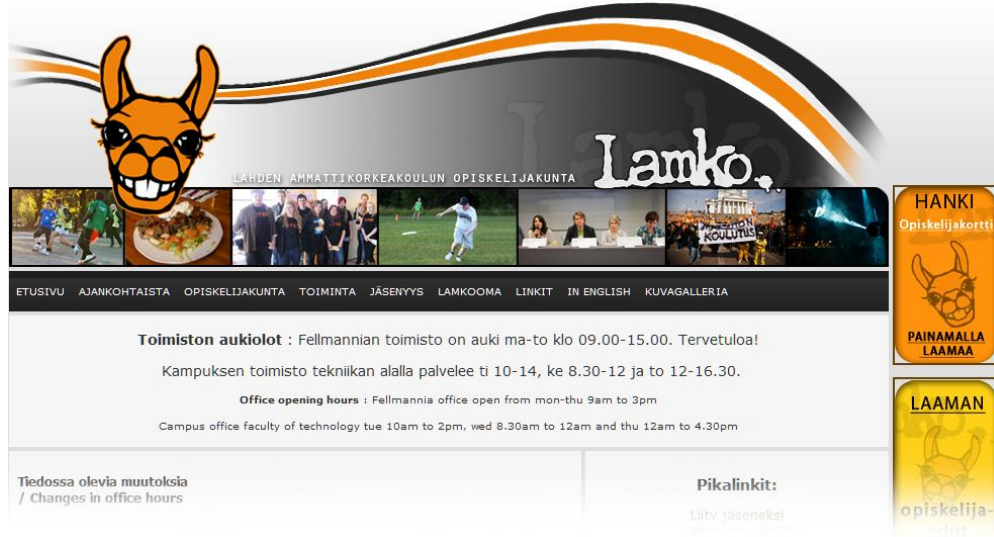 LAHDEN AMMATTIKORKEAKOULUN OPISKELIJAKUNTA
Lamko.
KOULUTUS
ETUSIVU AJANKOHTAISTA OPISKELIJAKUNTA TOIMINTA JÄSENYYS LAMKOOMA LINKIT IN ENGLISH KUVAGALLERIA
Toimiston aukiolot : Fellmannian toimisto on auki ma-to klo 09.00-15.00. Tervetuloa!
Kampuksen toimisto tekniikan alalla palvelee ti 10-14, ke 8.30-12 ja to 12-16.30.
Office opening hours : Fellmannia office open from mon-thu 9am to 3pm
Campus office faculty of technology tue 10am to 2pm, wed 8.30am to 12am and thu 12am to 4.30pm
Tiedossa olevia muutoksia
/ Changes in office hours
Pikalinkit:
Liity jäseneksi
HANKI
Opiskelijakortti
PAINAMALLA
LAAMAA
LAAMAN
opiskelija-